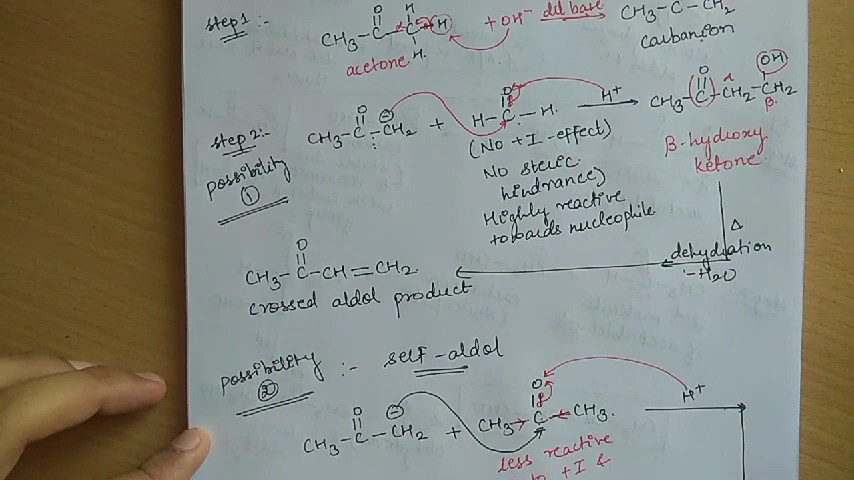 step 1 :-
O H O
CH3-C-C-H +OH- dil base CH3-C-CH2
H
acetone carbanion
step 2 :-
possibility
①
O O O OH
CH3-C-CH2 + H-C-H. H+ CH3-C-CH2-CH2
α β
(No +I-effect)
No steric
hindrance)
Highly reactive
towards nucleophile
β-hydroxy
ketone
Δ
dehydration
-H2O
O
CH3-C-CH=CH2
crossed aldol product
possibility
②
:- self-aldol
O O
CH3-C-CH2 + CH3-C-CH3. H+
less reactive
+I &